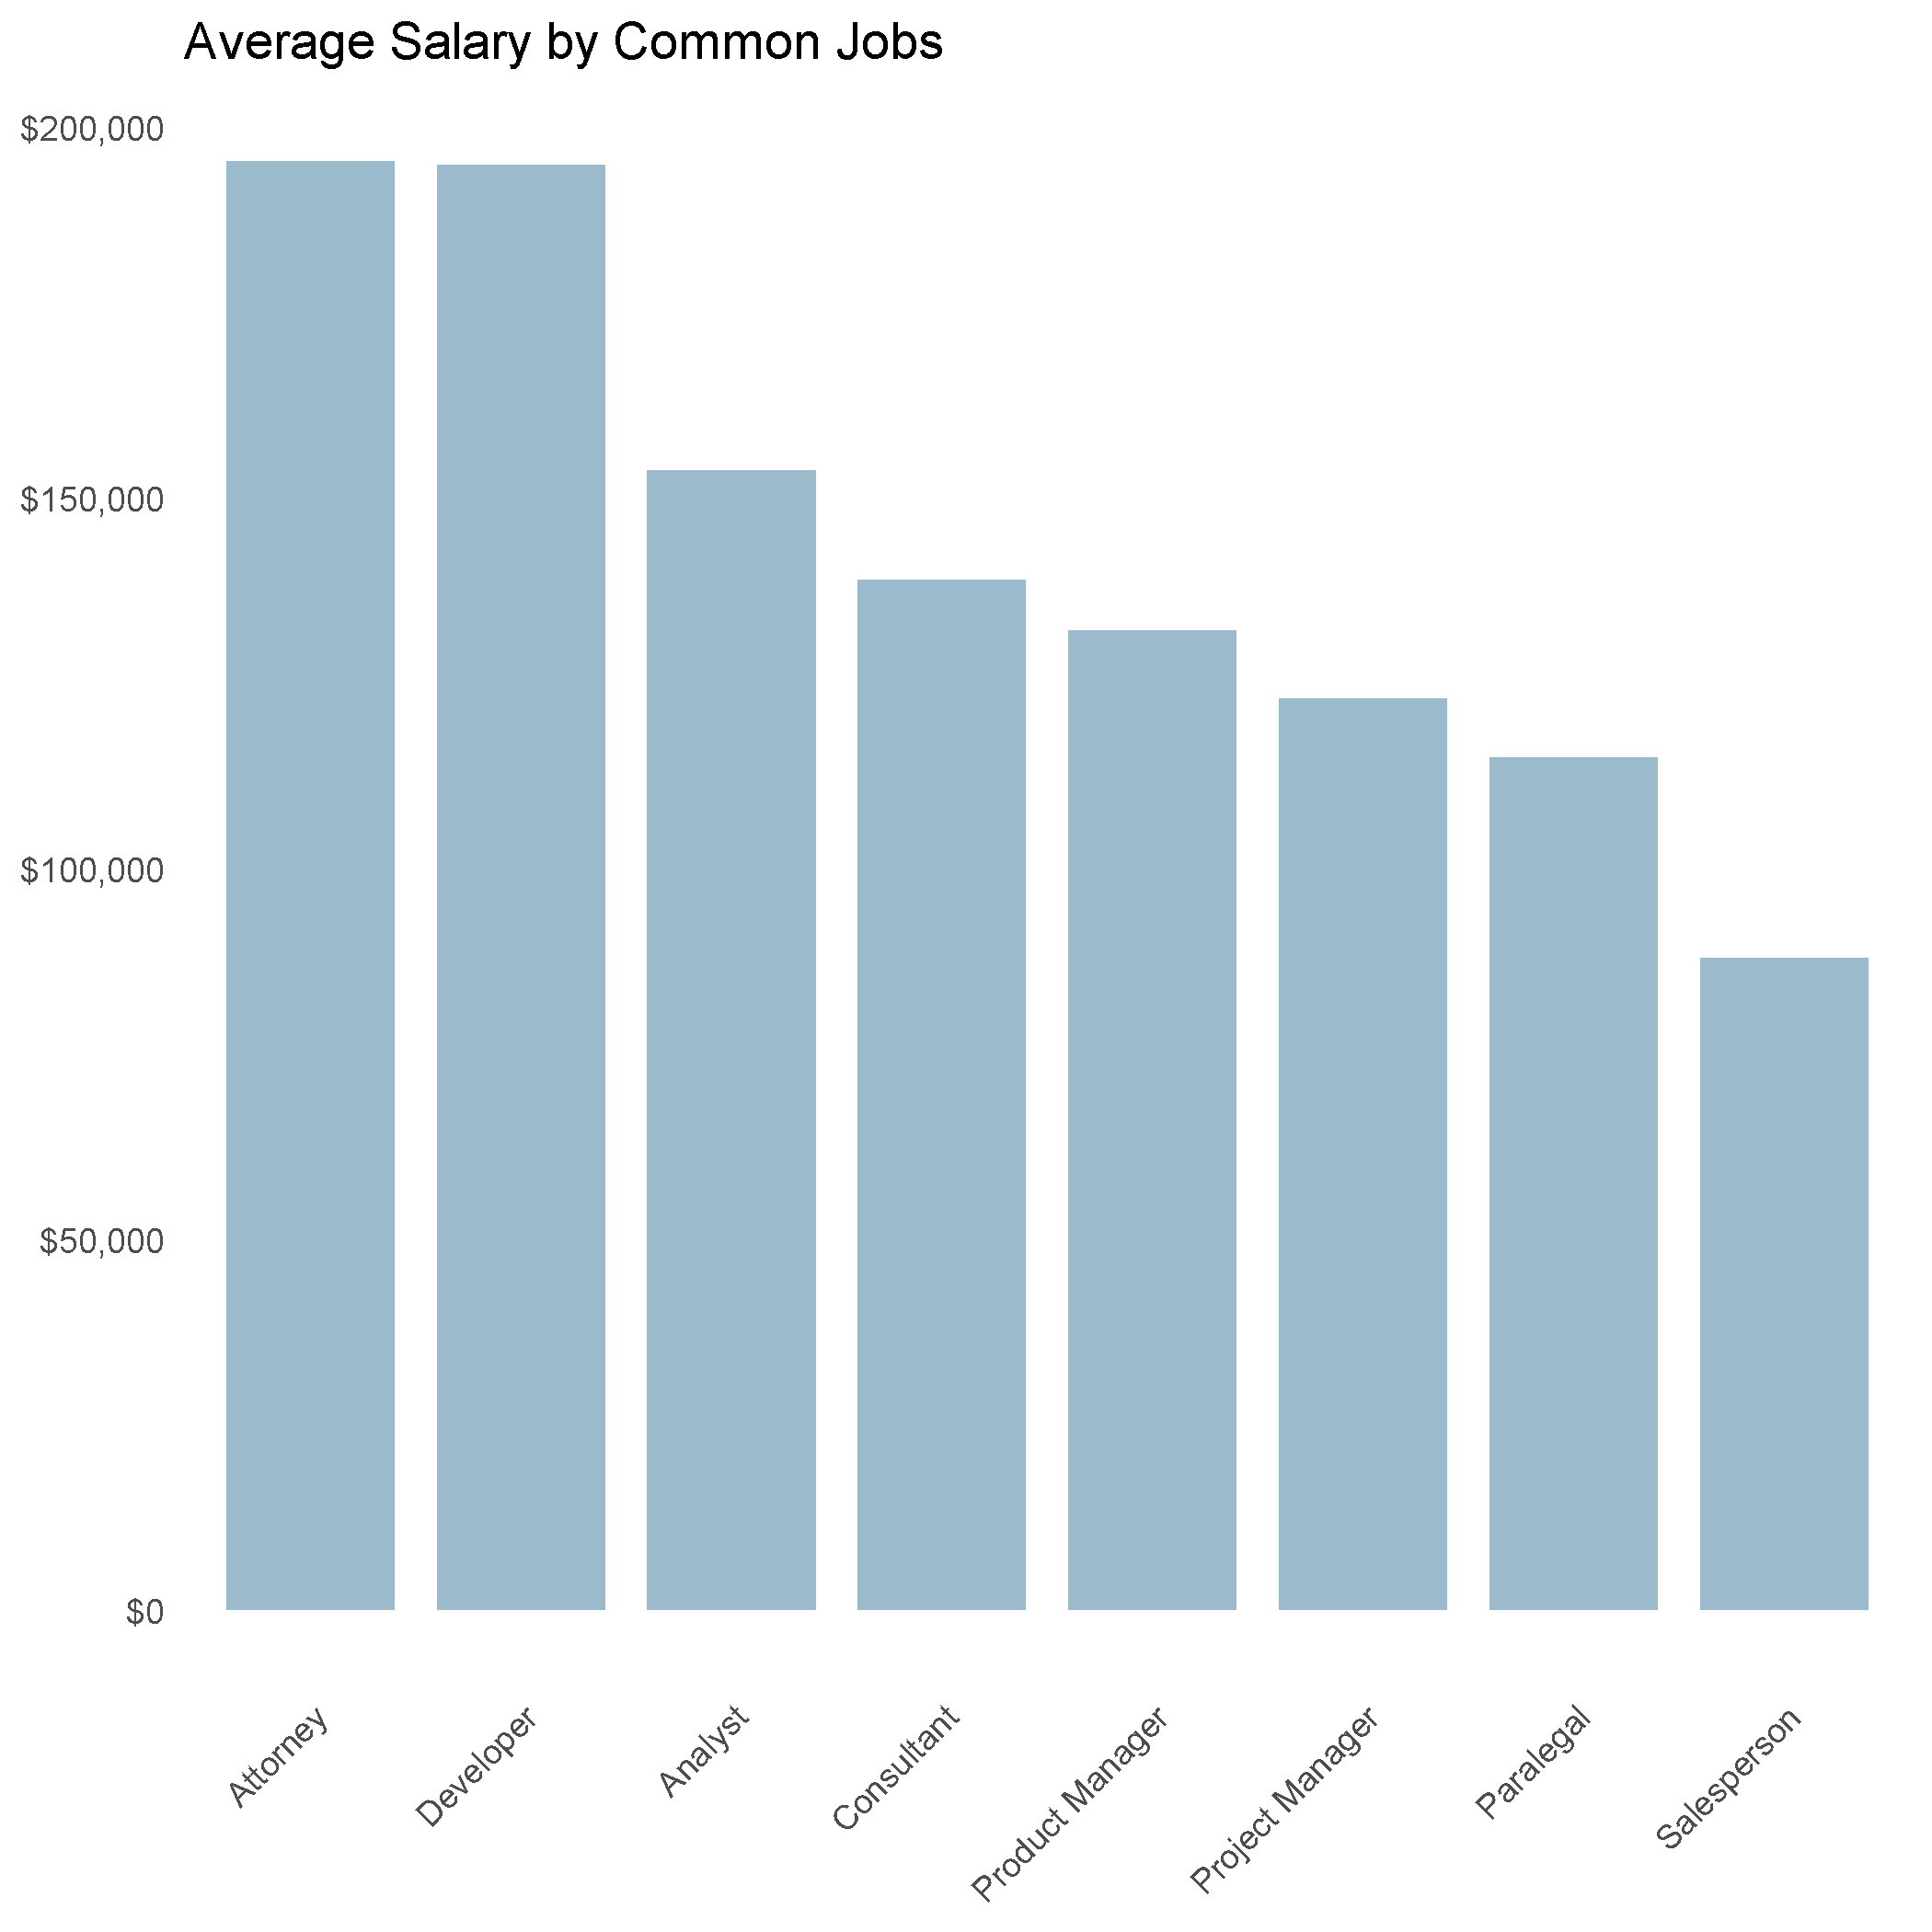 Average Salary by Common Jobs
$200,000
$150,000
$100,000
$50,000
$0
Attorney
Developer
Analyst
Consultant
Product Manager
Project Manager
Paralegal
Salesperson